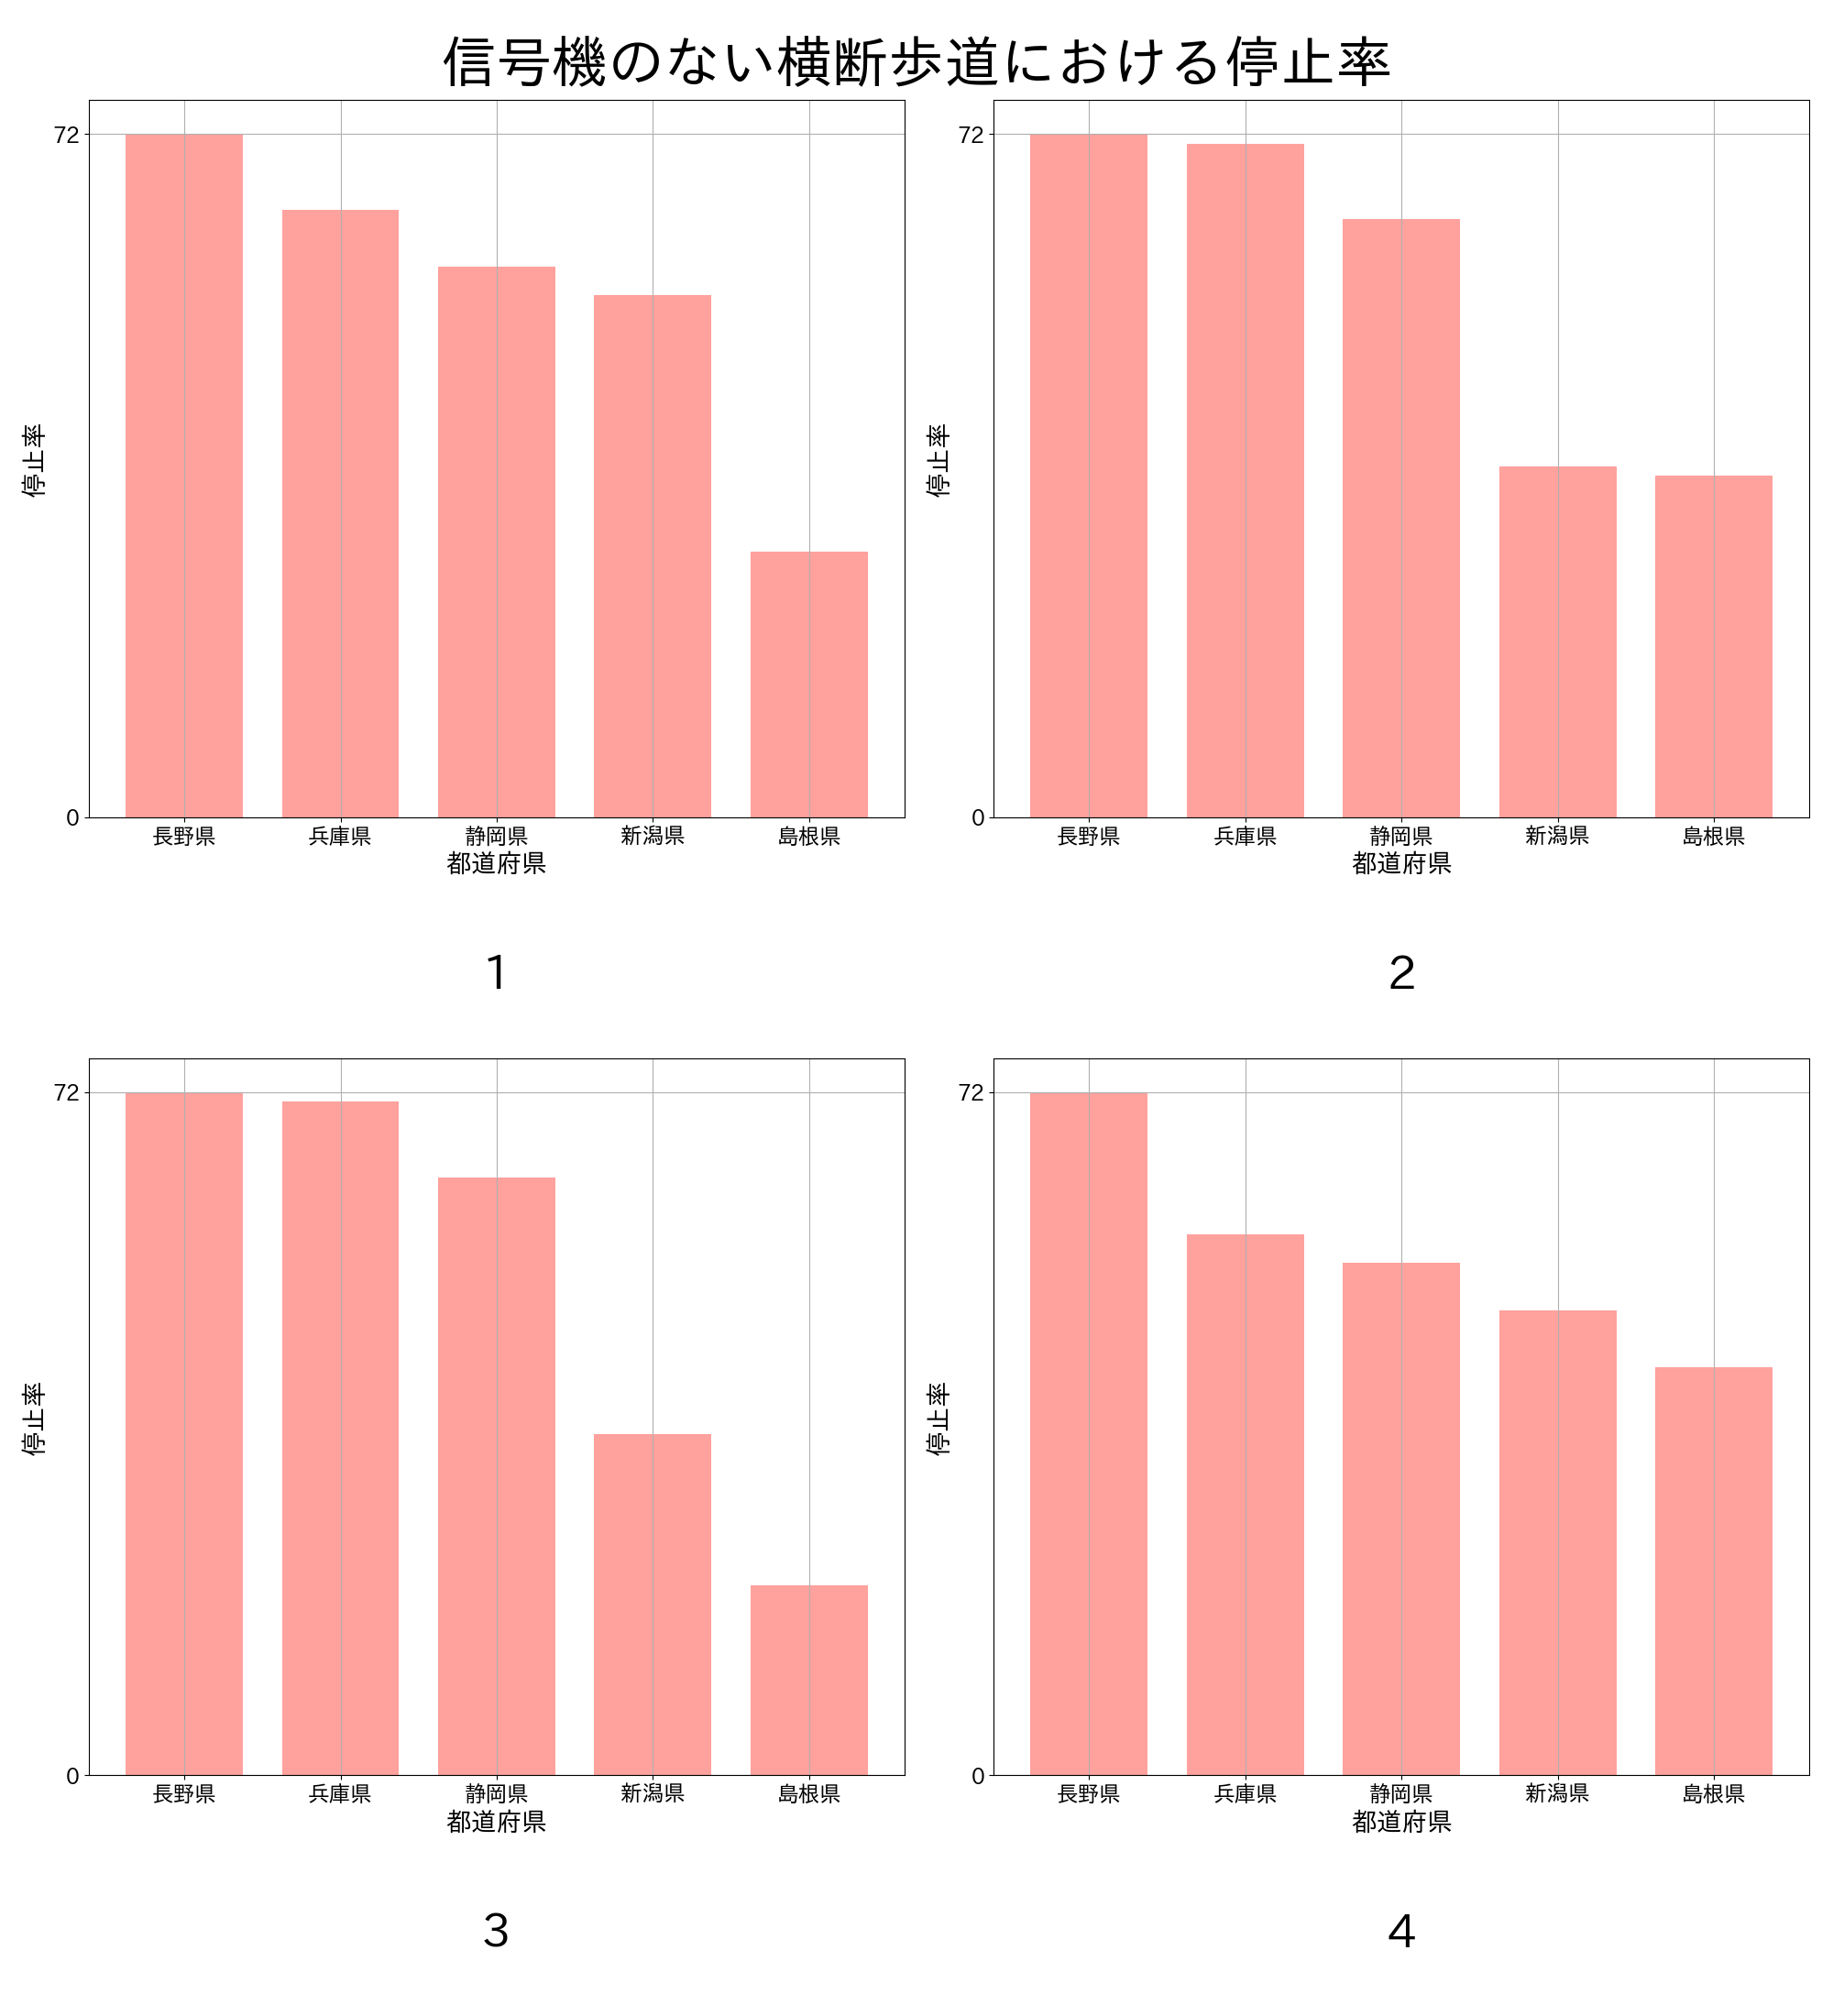 信号機のない横断歩道における停止率
72
0
停止率
長野県 兵庫県 静岡県 新潟県 島根県
都道府県
1
72
0
停止率
長野県 兵庫県 静岡県 新潟県 島根県
都道府県
2
72
0
停止率
長野県 兵庫県 静岡県 新潟県 島根県
都道府県
3
72
0
停止率
長野県 兵庫県 静岡県 新潟県 島根県
都道府県
4